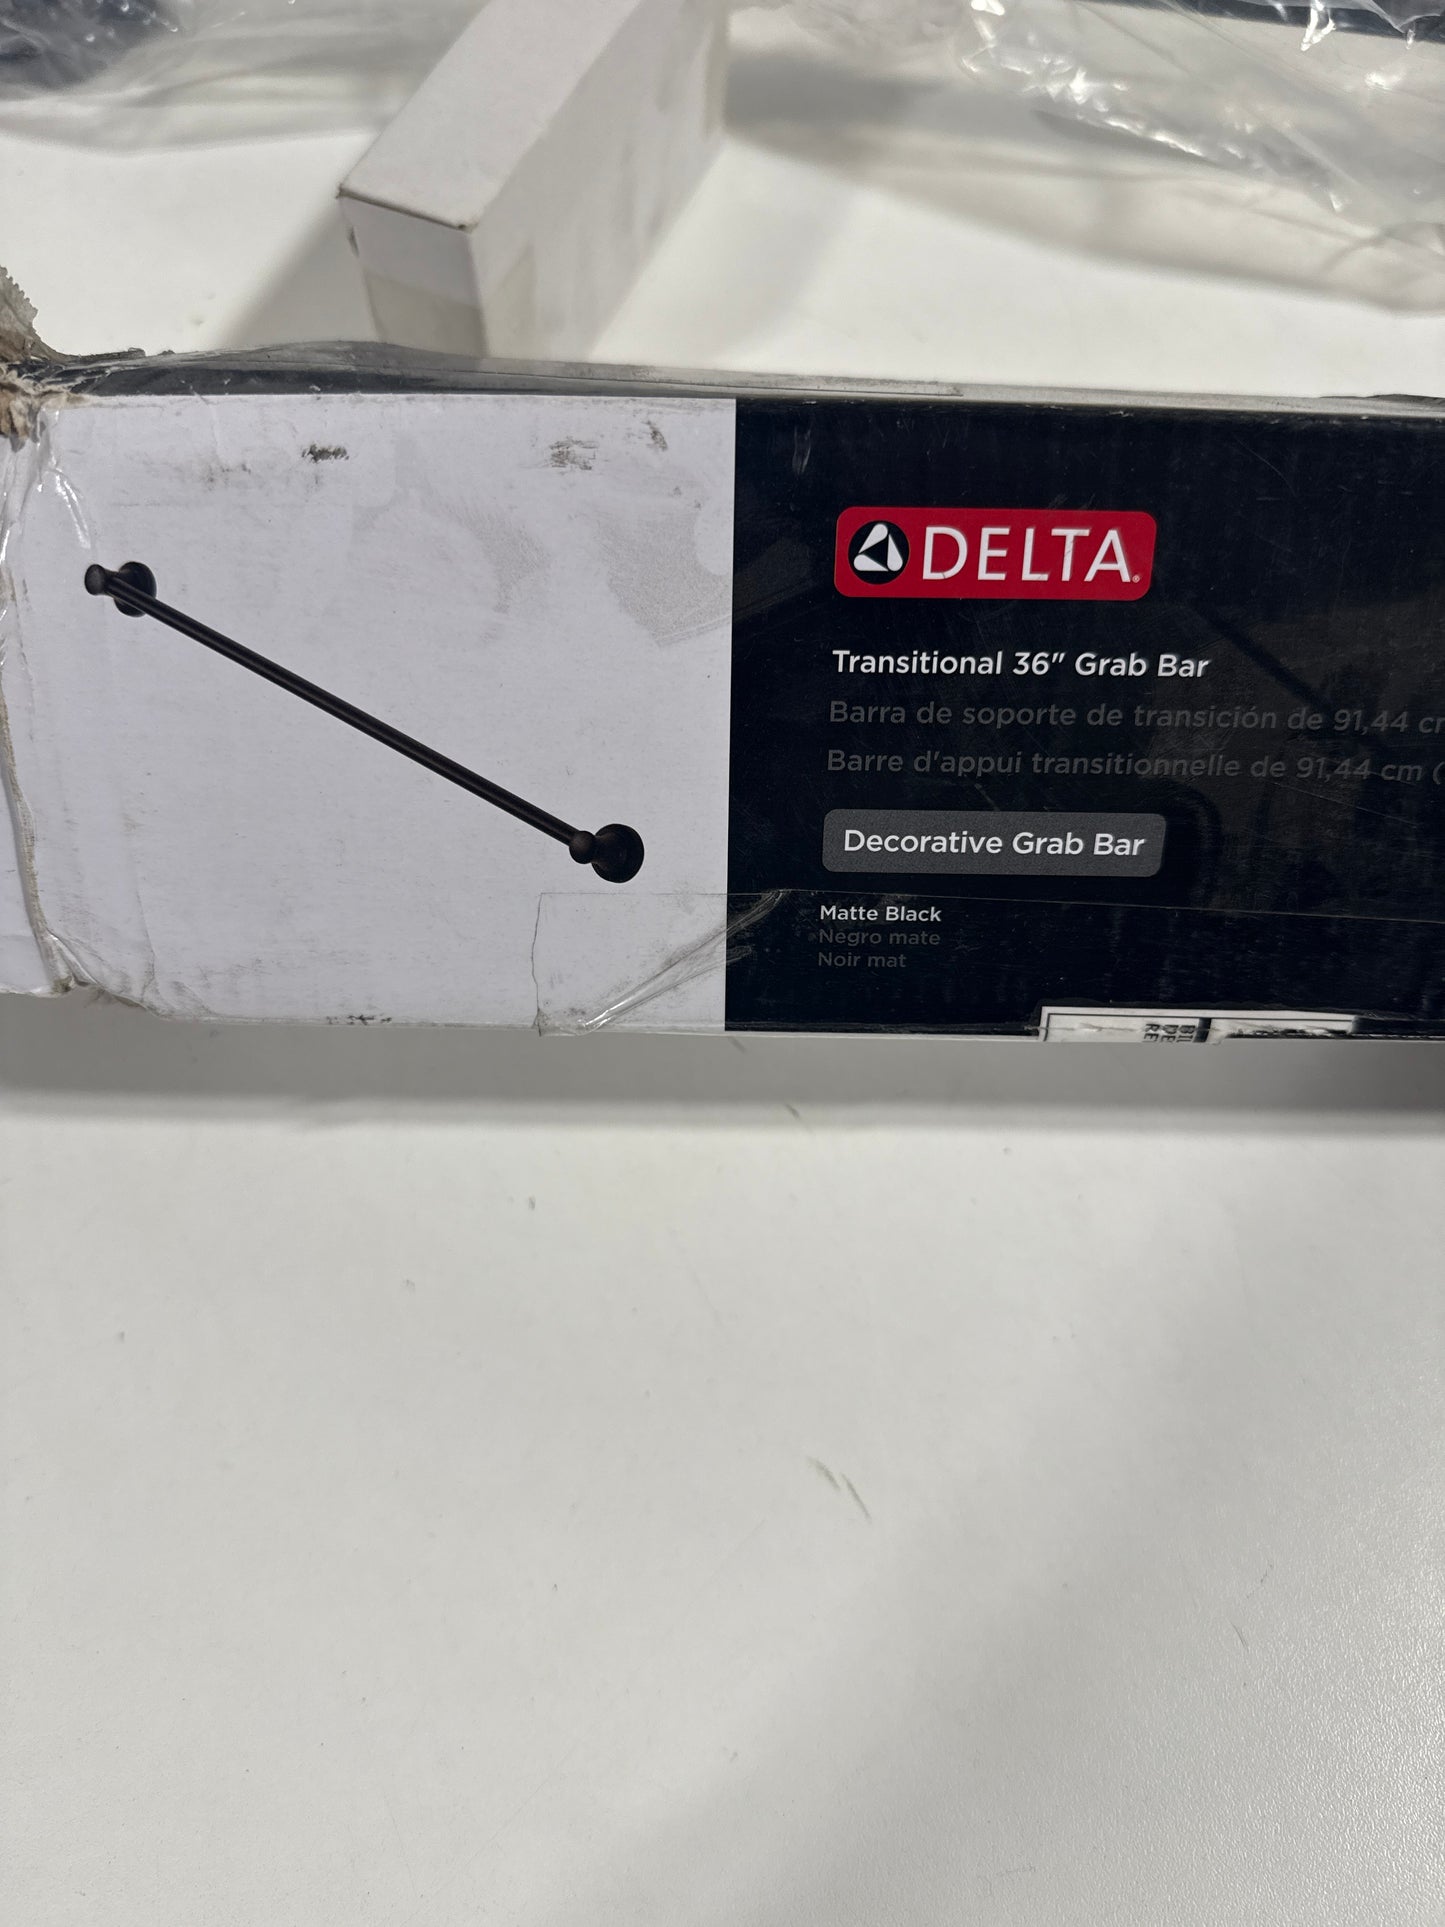 DELTA
Transitional 36" Grab Bar
Barra de soporte de transición de 91,44
Barre d'appui transitionnelle de 91,44 cm (
Decorative Grab Bar
Matte Black
Negro mate
Noir mat